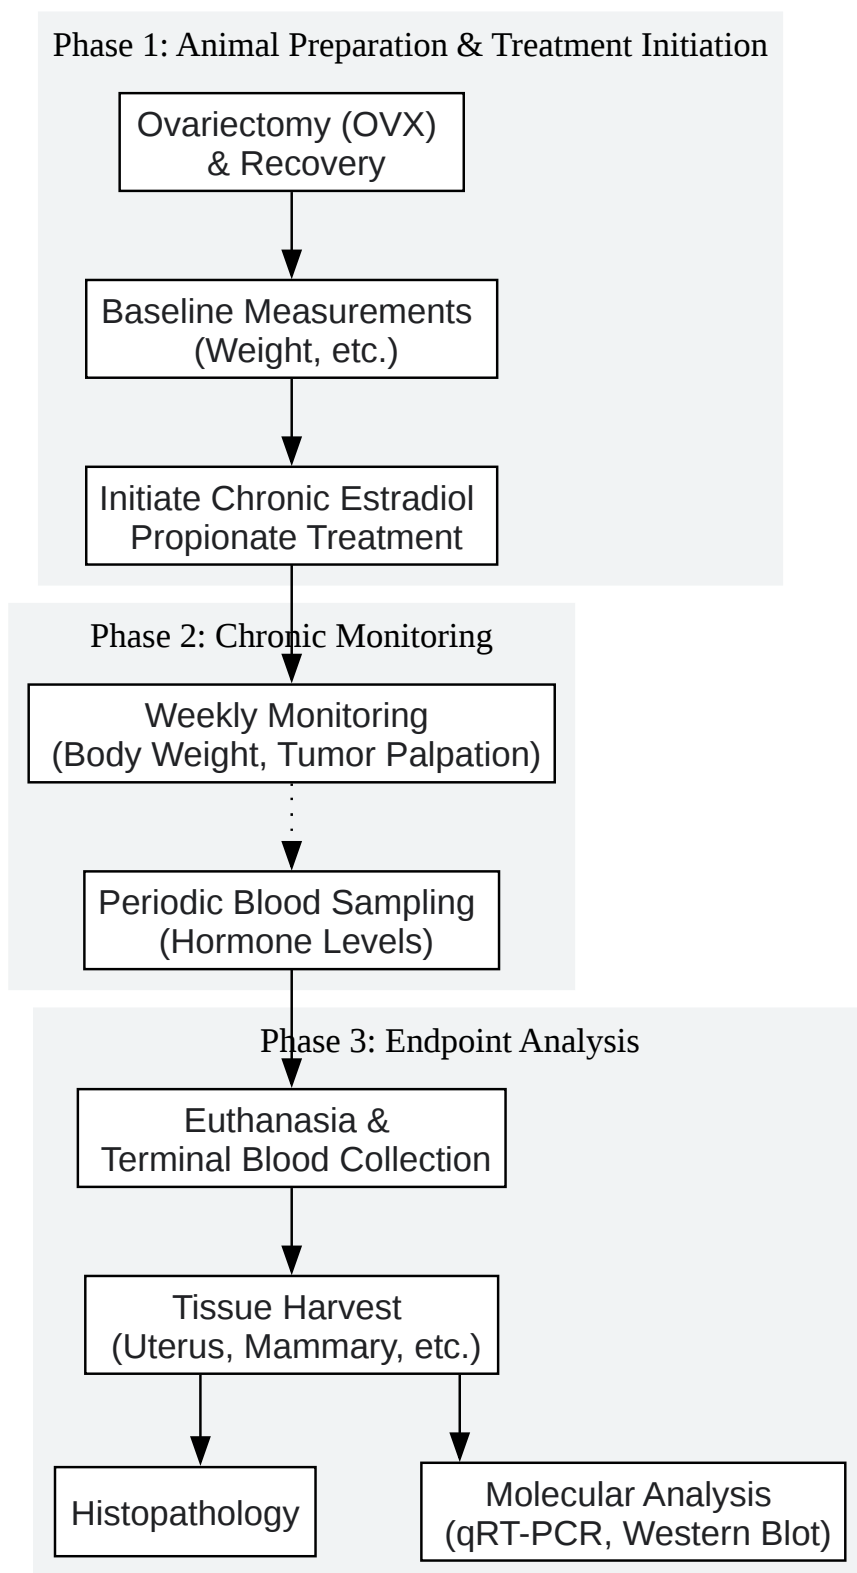 Phase 1: Animal Preparation & Treatment Initiation
Ovariectomy (OVX)
& Recovery
Baseline Measurements
(Weight, etc.)
Initiate Chronic Estradiol
Propionate Treatment
Phase 2: Chronic Monitoring
Weekly Monitoring
(Body Weight, Tumor Palpation)
Periodic Blood Sampling
(Hormone Levels)
Phase 3: Endpoint Analysis
Euthanasia &
Terminal Blood Collection
Tissue Harvest
(Uterus, Mammary, etc.)
Histopathology
Molecular Analysis
(qRT-PCR, Western Blot)